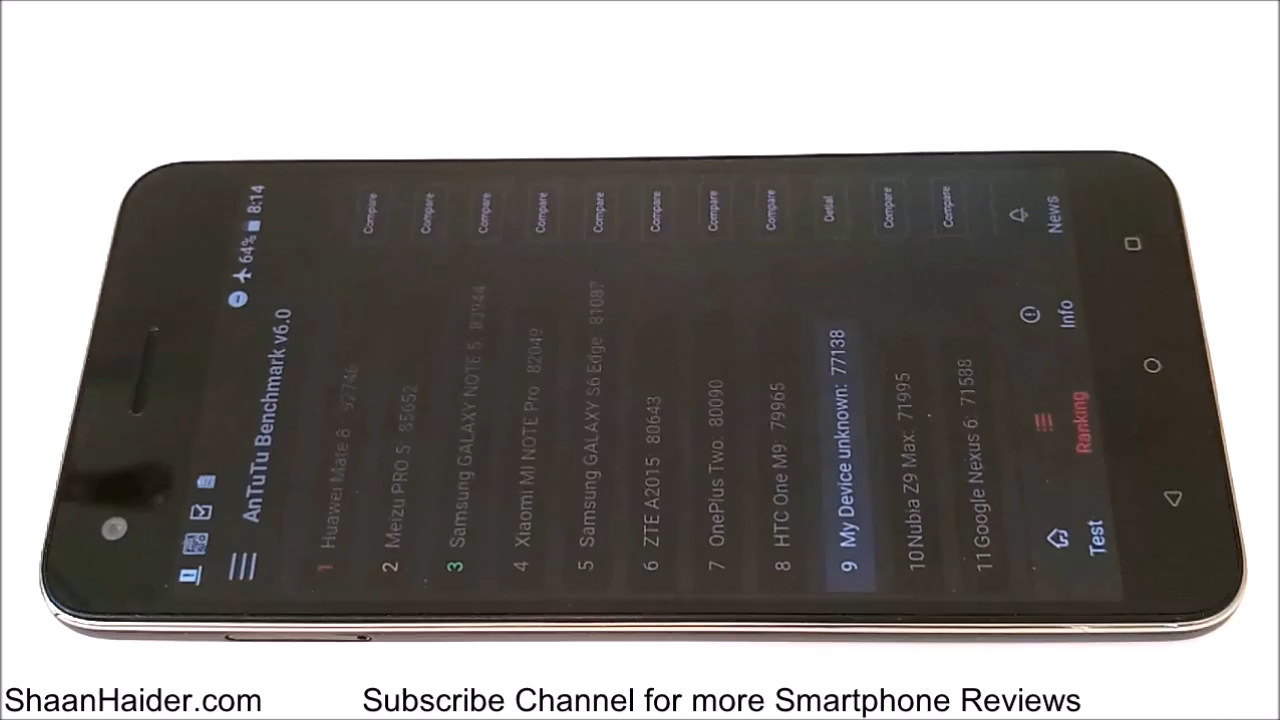 64% 8:14
AnTuTu Benchmark v6.0
1 Huawei Mate 8 92746 Compare
2 Meizu PRO 5 85652 Compare
3 Samsung GALAXY NOTE 5 83944 Compare
4 Xiaomi MI NOTE Pro 82049 Compare
5 Samsung GALAXY S6 Edge 81087 Compare
6 ZTE A2015 80643 Compare
7 OnePlus Two: 80090 Compare
8 HTC One M9 79965 Compare
9 My Device unknown: 77138 Detial
10 Nubia Z9 Max: 71995 Compare
11 Google Nexus 6 71588 Compare
Test Ranking Info News
ShaanHaider.com Subscribe Channel for more Smartphone Reviews